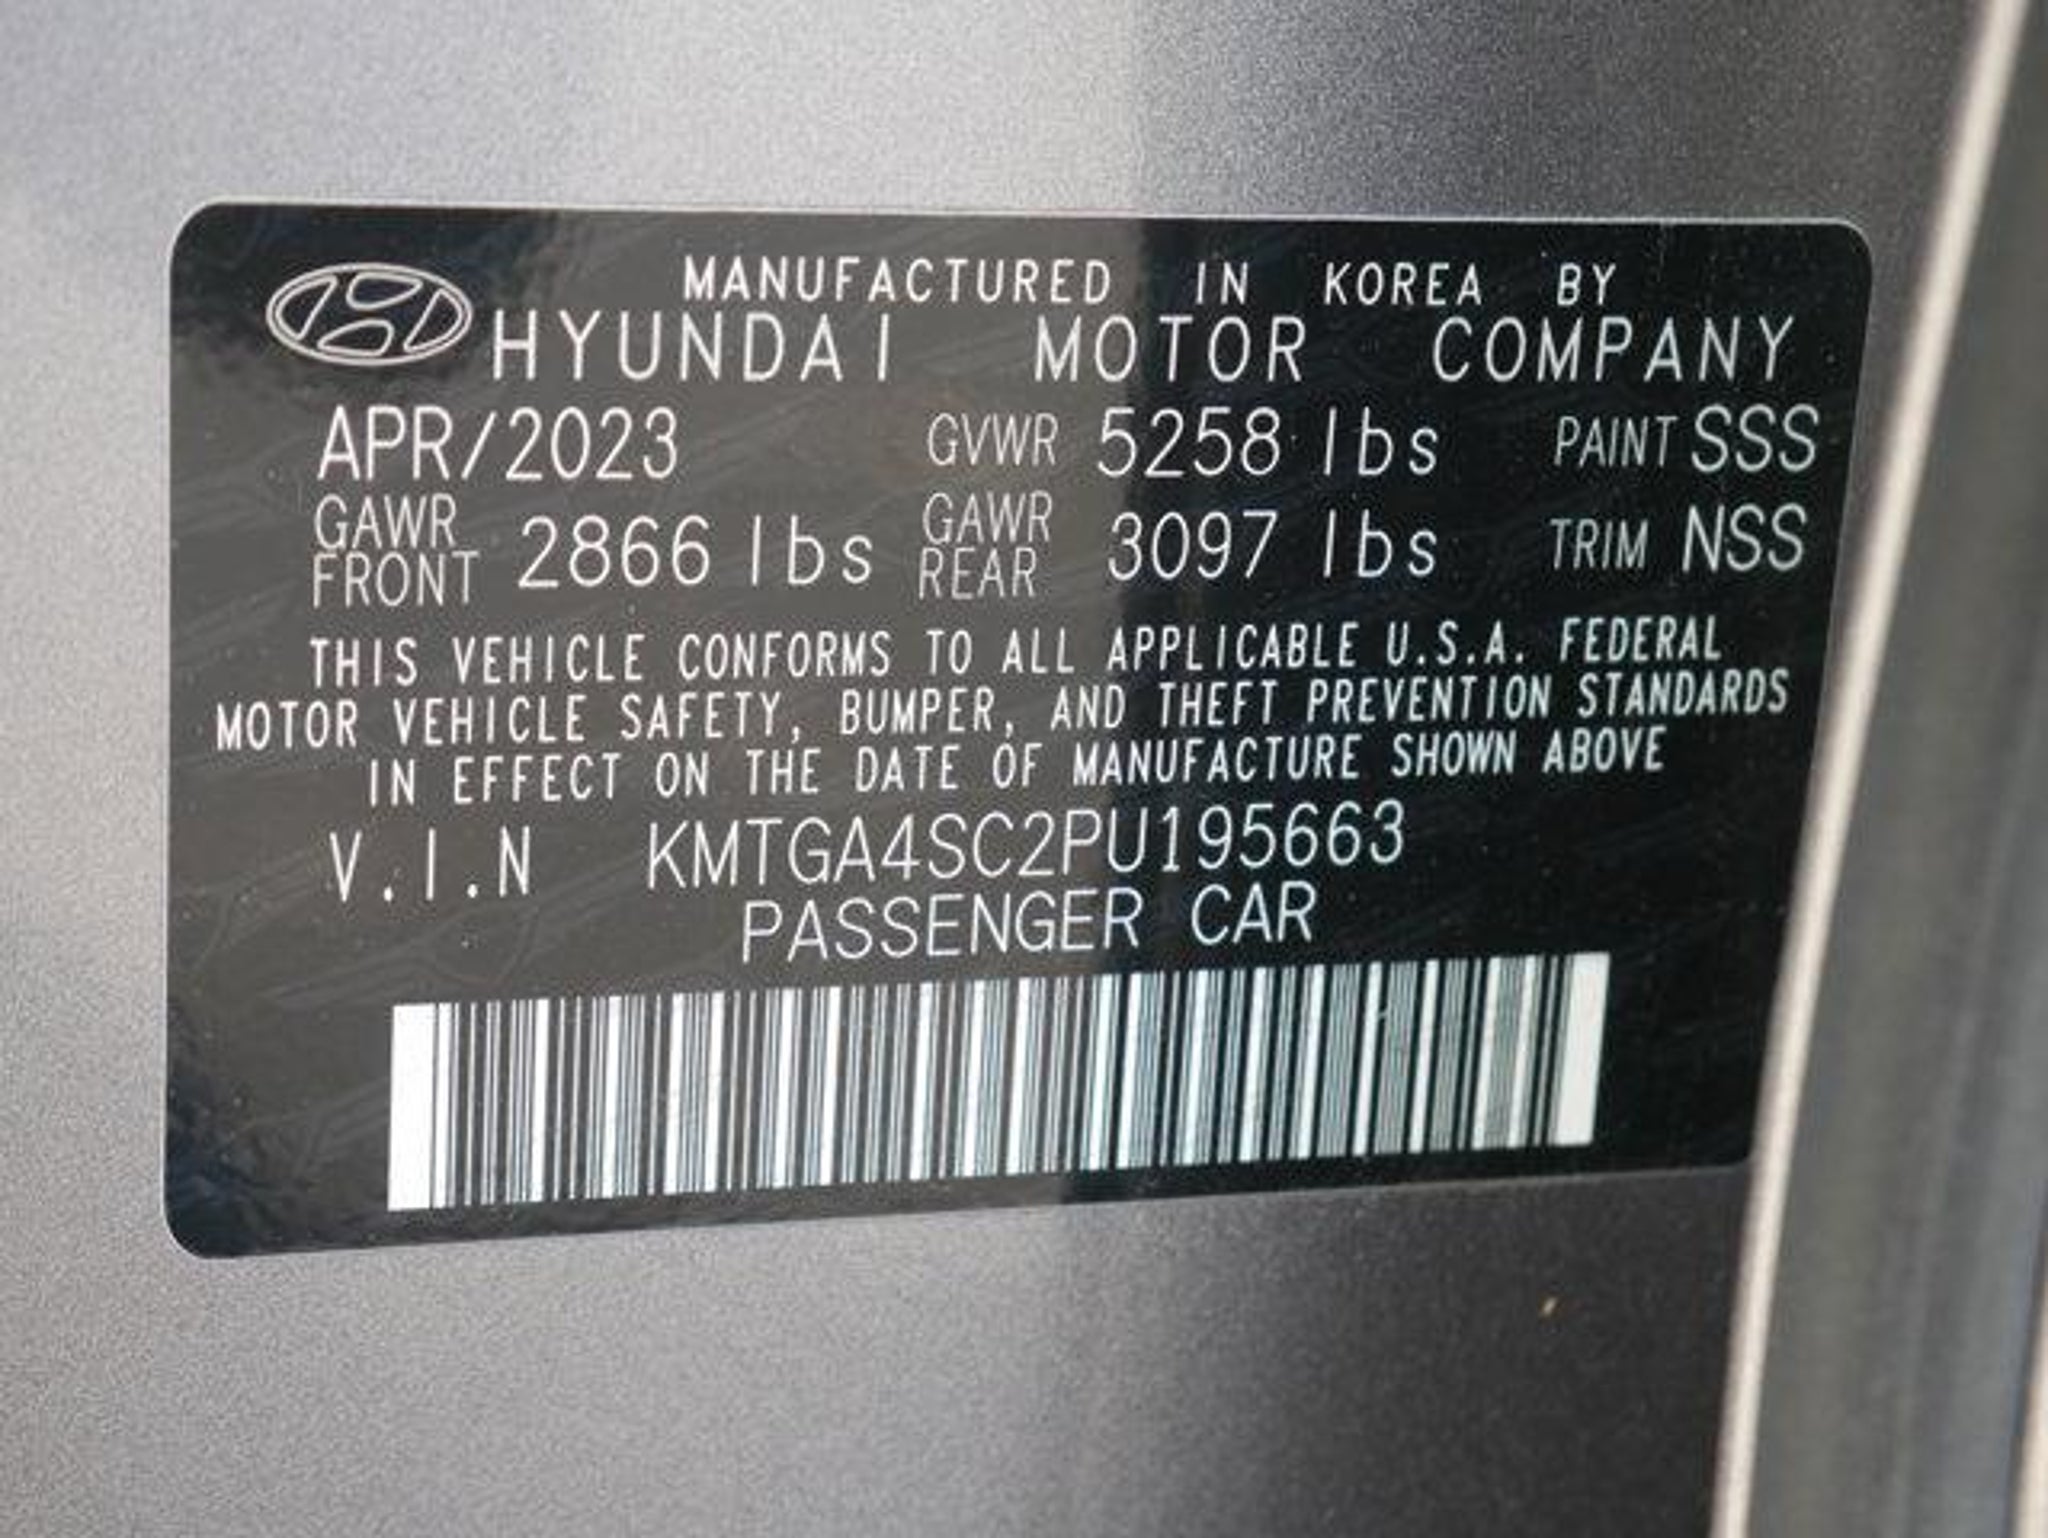 MANUFACTURED IN KOREA BY
HYUNDAI MOTOR COMPANY
APR/2023 GVWR 5258 lbs PAINT SSS
GAWR FRONT 2866 lbs GAWR REAR 3097 lbs TRIM NSS
THIS VEHICLE CONFORMS TO ALL APPLICABLE U.S.A. FEDERAL
MOTOR VEHICLE SAFETY, BUMPER, AND THEFT PREVENTION STANDARDS
IN EFFECT ON THE DATE OF MANUFACTURE SHOWN ABOVE
V.I.N KMTGA4SC2PU195663
PASSENGER CAR